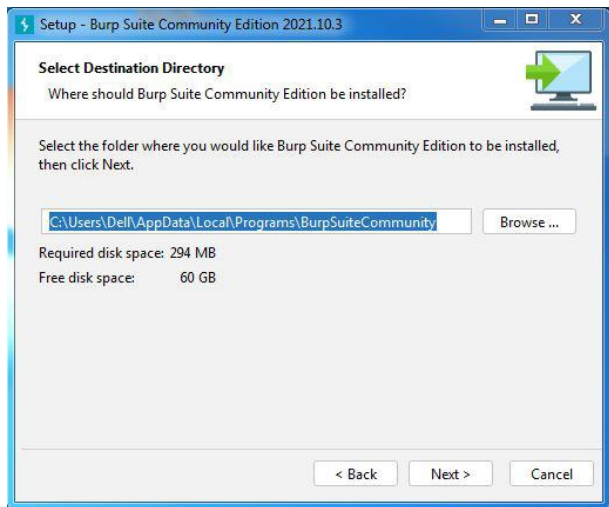 Setup - Burp Suite Community Edition 2021.10.3
Select Destination Directory
Where should Burp Suite Community Edition be installed?
Select the folder where you would like Burp Suite Community Edition to be installed,
then click Next.
C:\Users\Dell\AppData\Local\Programs\BurpSuiteCommunity
Browse ...
Required disk space: 294 MB
Free disk space: 60 GB
< Back
Next >
Cancel